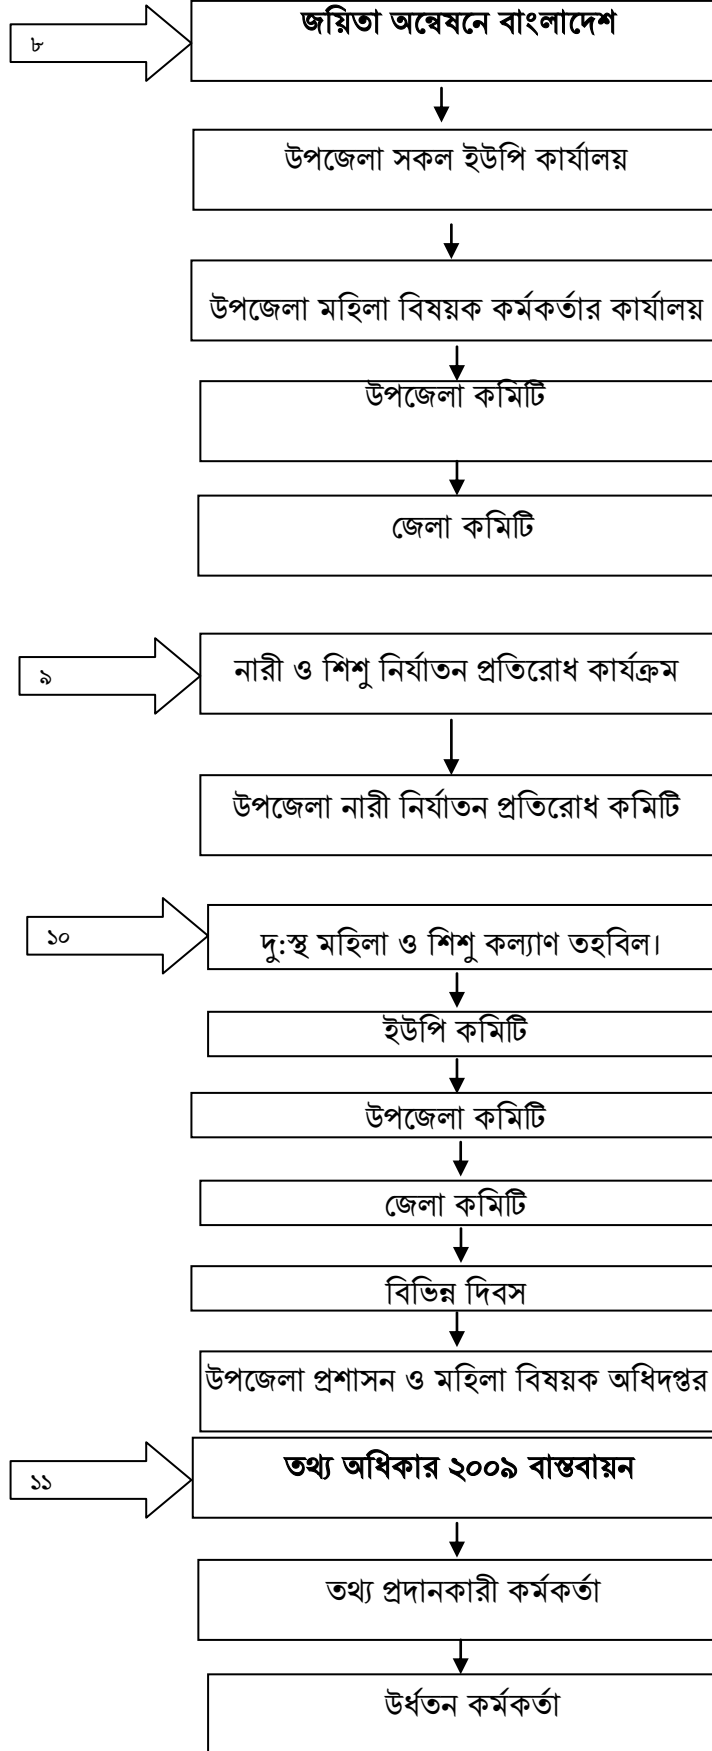 ৮
জয়িতা অন্বেষনে বাংলাদেশ
উপজেলা সকল ইউপি কার্যালয়
উপজেলা মহিলা বিষয়ক কর্মকর্তার কার্যালয়
উপজেলা কমিটি
জেলা কমিটি
৯
নারী ও শিশু নির্যাতন প্রতিরোধ কার্যক্রম
উপজেলা নারী নির্যাতন প্রতিরোধ কমিটি
১০
দু:স্থ মহিলা ও শিশু কল্যাণ তহবিল।
ইউপি কমিটি
উপজেলা কমিটি
জেলা কমিটি
বিভিন্ন দিবস
উপজেলা প্রশাসন ও মহিলা বিষয়ক অধিদপ্তর
১১
তথ্য অধিকার ২০০৯ বাস্তবায়ন
তথ্য প্রদানকারী কর্মকর্তা
উর্ধতন কর্মকর্তা